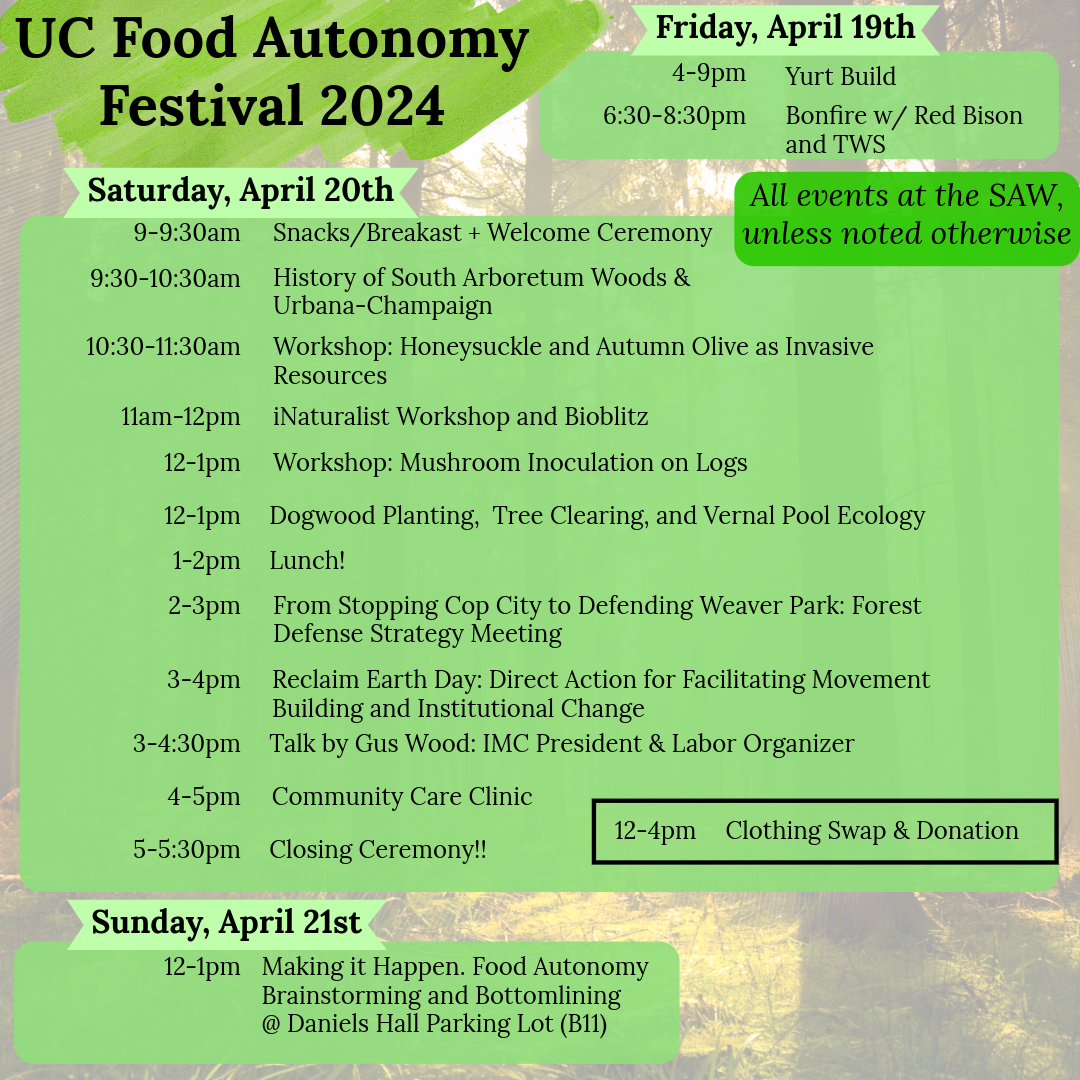 UC Food Autonomy
Festival 2024
Friday, April 19th
4-9pm Yurt Build
6:30-8:30pm Bonfire w/ Red Bison
and TWS
All events at the SAW,
unless noted otherwise
Saturday, April 20th
9-9:30am Snacks/Breakast + Welcome Ceremony
9:30-10:30am History of South Arboretum Woods &
Urbana-Champaign
10:30-11:30am Workshop: Honeysuckle and Autumn Olive as Invasive
Resources
11am-12pm iNaturalist Workshop and Bioblitz
12-1pm Workshop: Mushroom Inoculation on Logs
12-1pm Dogwood Planting, Tree Clearing, and Vernal Pool Ecology
1-2pm Lunch!
2-3pm From Stopping Cop City to Defending Weaver Park: Forest
Defense Strategy Meeting
3-4pm Reclaim Earth Day: Direct Action for Facilitating Movement
Building and Institutional Change
3-4:30pm Talk by Gus Wood: IMC President & Labor Organizer
4-5pm Community Care Clinic
12-4pm Clothing Swap & Donation
5-5:30pm Closing Ceremony!!
Sunday, April 21st
12-1pm Making it Happen. Food Autonomy
Brainstorming and Bottomlining
@ Daniels Hall Parking Lot (B11)